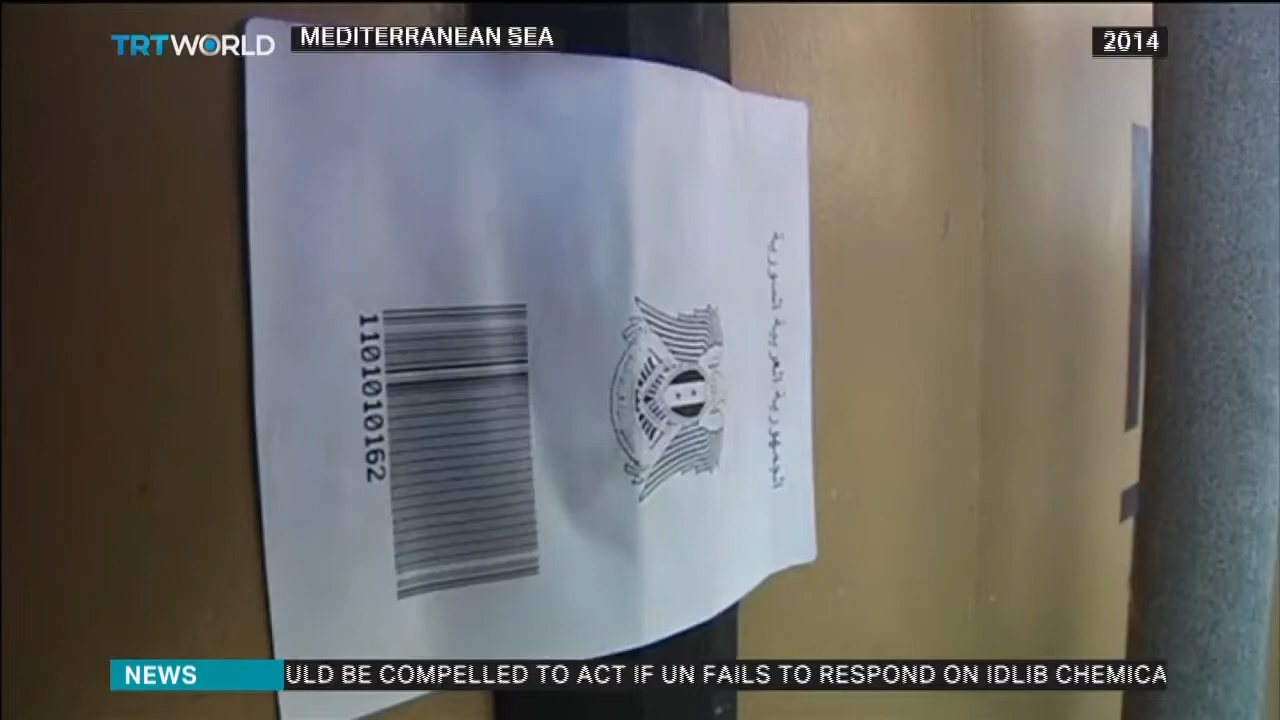 TRTWORLD
MEDITERRANEAN SEA
2014
الجمهورية العربية السورية
1101010162
NEWS
ULD BE COMPELLED TO ACT IF UN FAILS TO RESPOND ON IDLIB CHEMICA